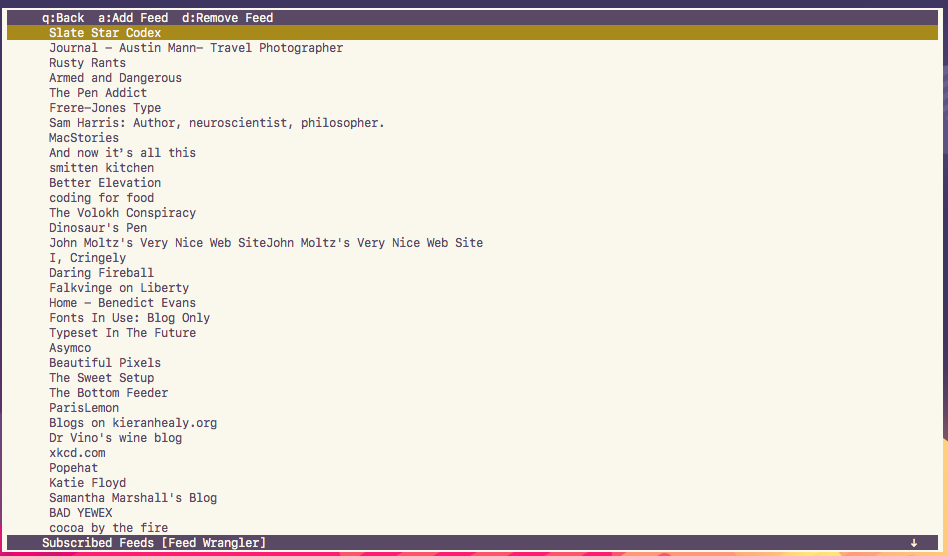 q:Back a:Add Feed d:Remove Feed
Slate Star Codex
Journal – Austin Mann– Travel Photographer
Rusty Rants
Armed and Dangerous
The Pen Addict
Frere–Jones Type
Sam Harris: Author, neuroscientist, philosopher.
MacStories
And now it’s all this
smitten kitchen
Better Elevation
coding for food
The Volokh Conspiracy
Dinosaur's Pen
John Moltz's Very Nice Web SiteJohn Moltz's Very Nice Web Site
I, Cringely
Daring Fireball
Falkvinge on Liberty
Home – Benedict Evans
Fonts In Use: Blog Only
Typeset In The Future
Asymco
Beautiful Pixels
The Sweet Setup
The Bottom Feeder
ParisLemon
Blogs on kieranhealy.org
Dr Vino's wine blog
xkcd.com
Popehat
Katie Floyd
Samantha Marshall's Blog
BAD YEWEX
cocoa by the fire
Subscribed Feeds [Feed Wrangler] ↓